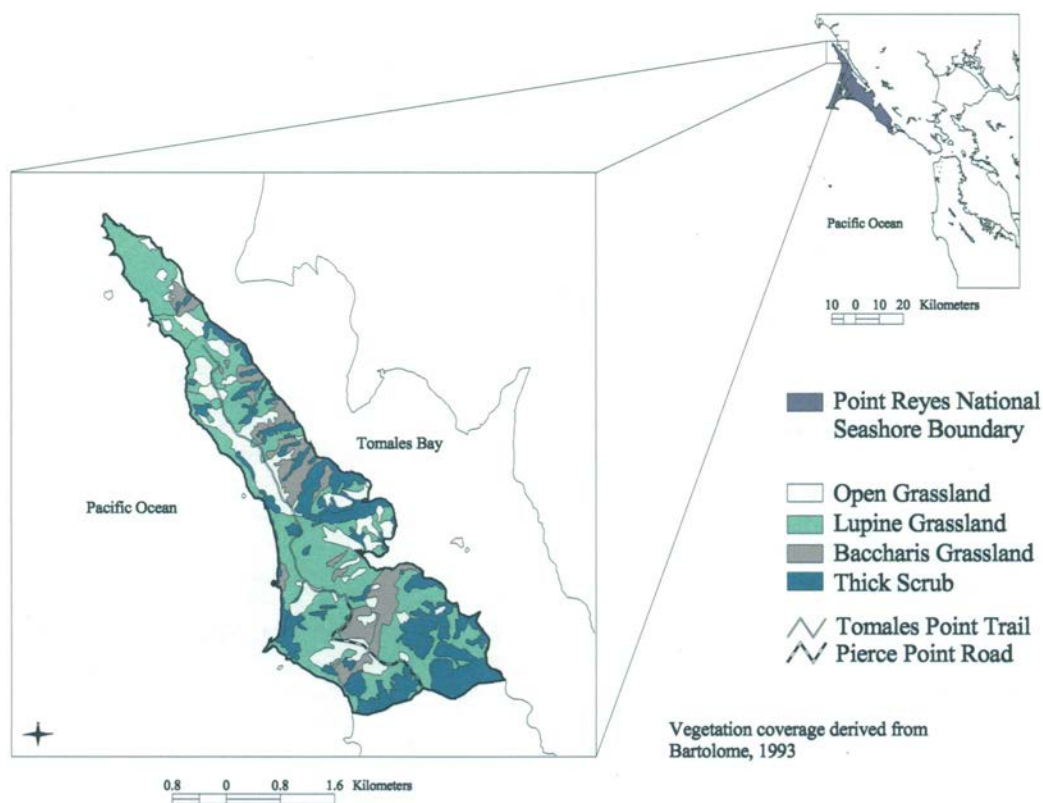 Pacific Ocean
10 0 10 20 Kilometers
Point Reyes National
Seashore Boundary
Tomales Bay
Pacific Ocean
Open Grassland
Lupine Grassland
Baccharis Grassland
Thick Scrub
Tomales Point Trail
Pierce Point Road
Vegetation coverage derived from
Bartolome, 1993
0.8 0 0.8 1.6 Kilometers